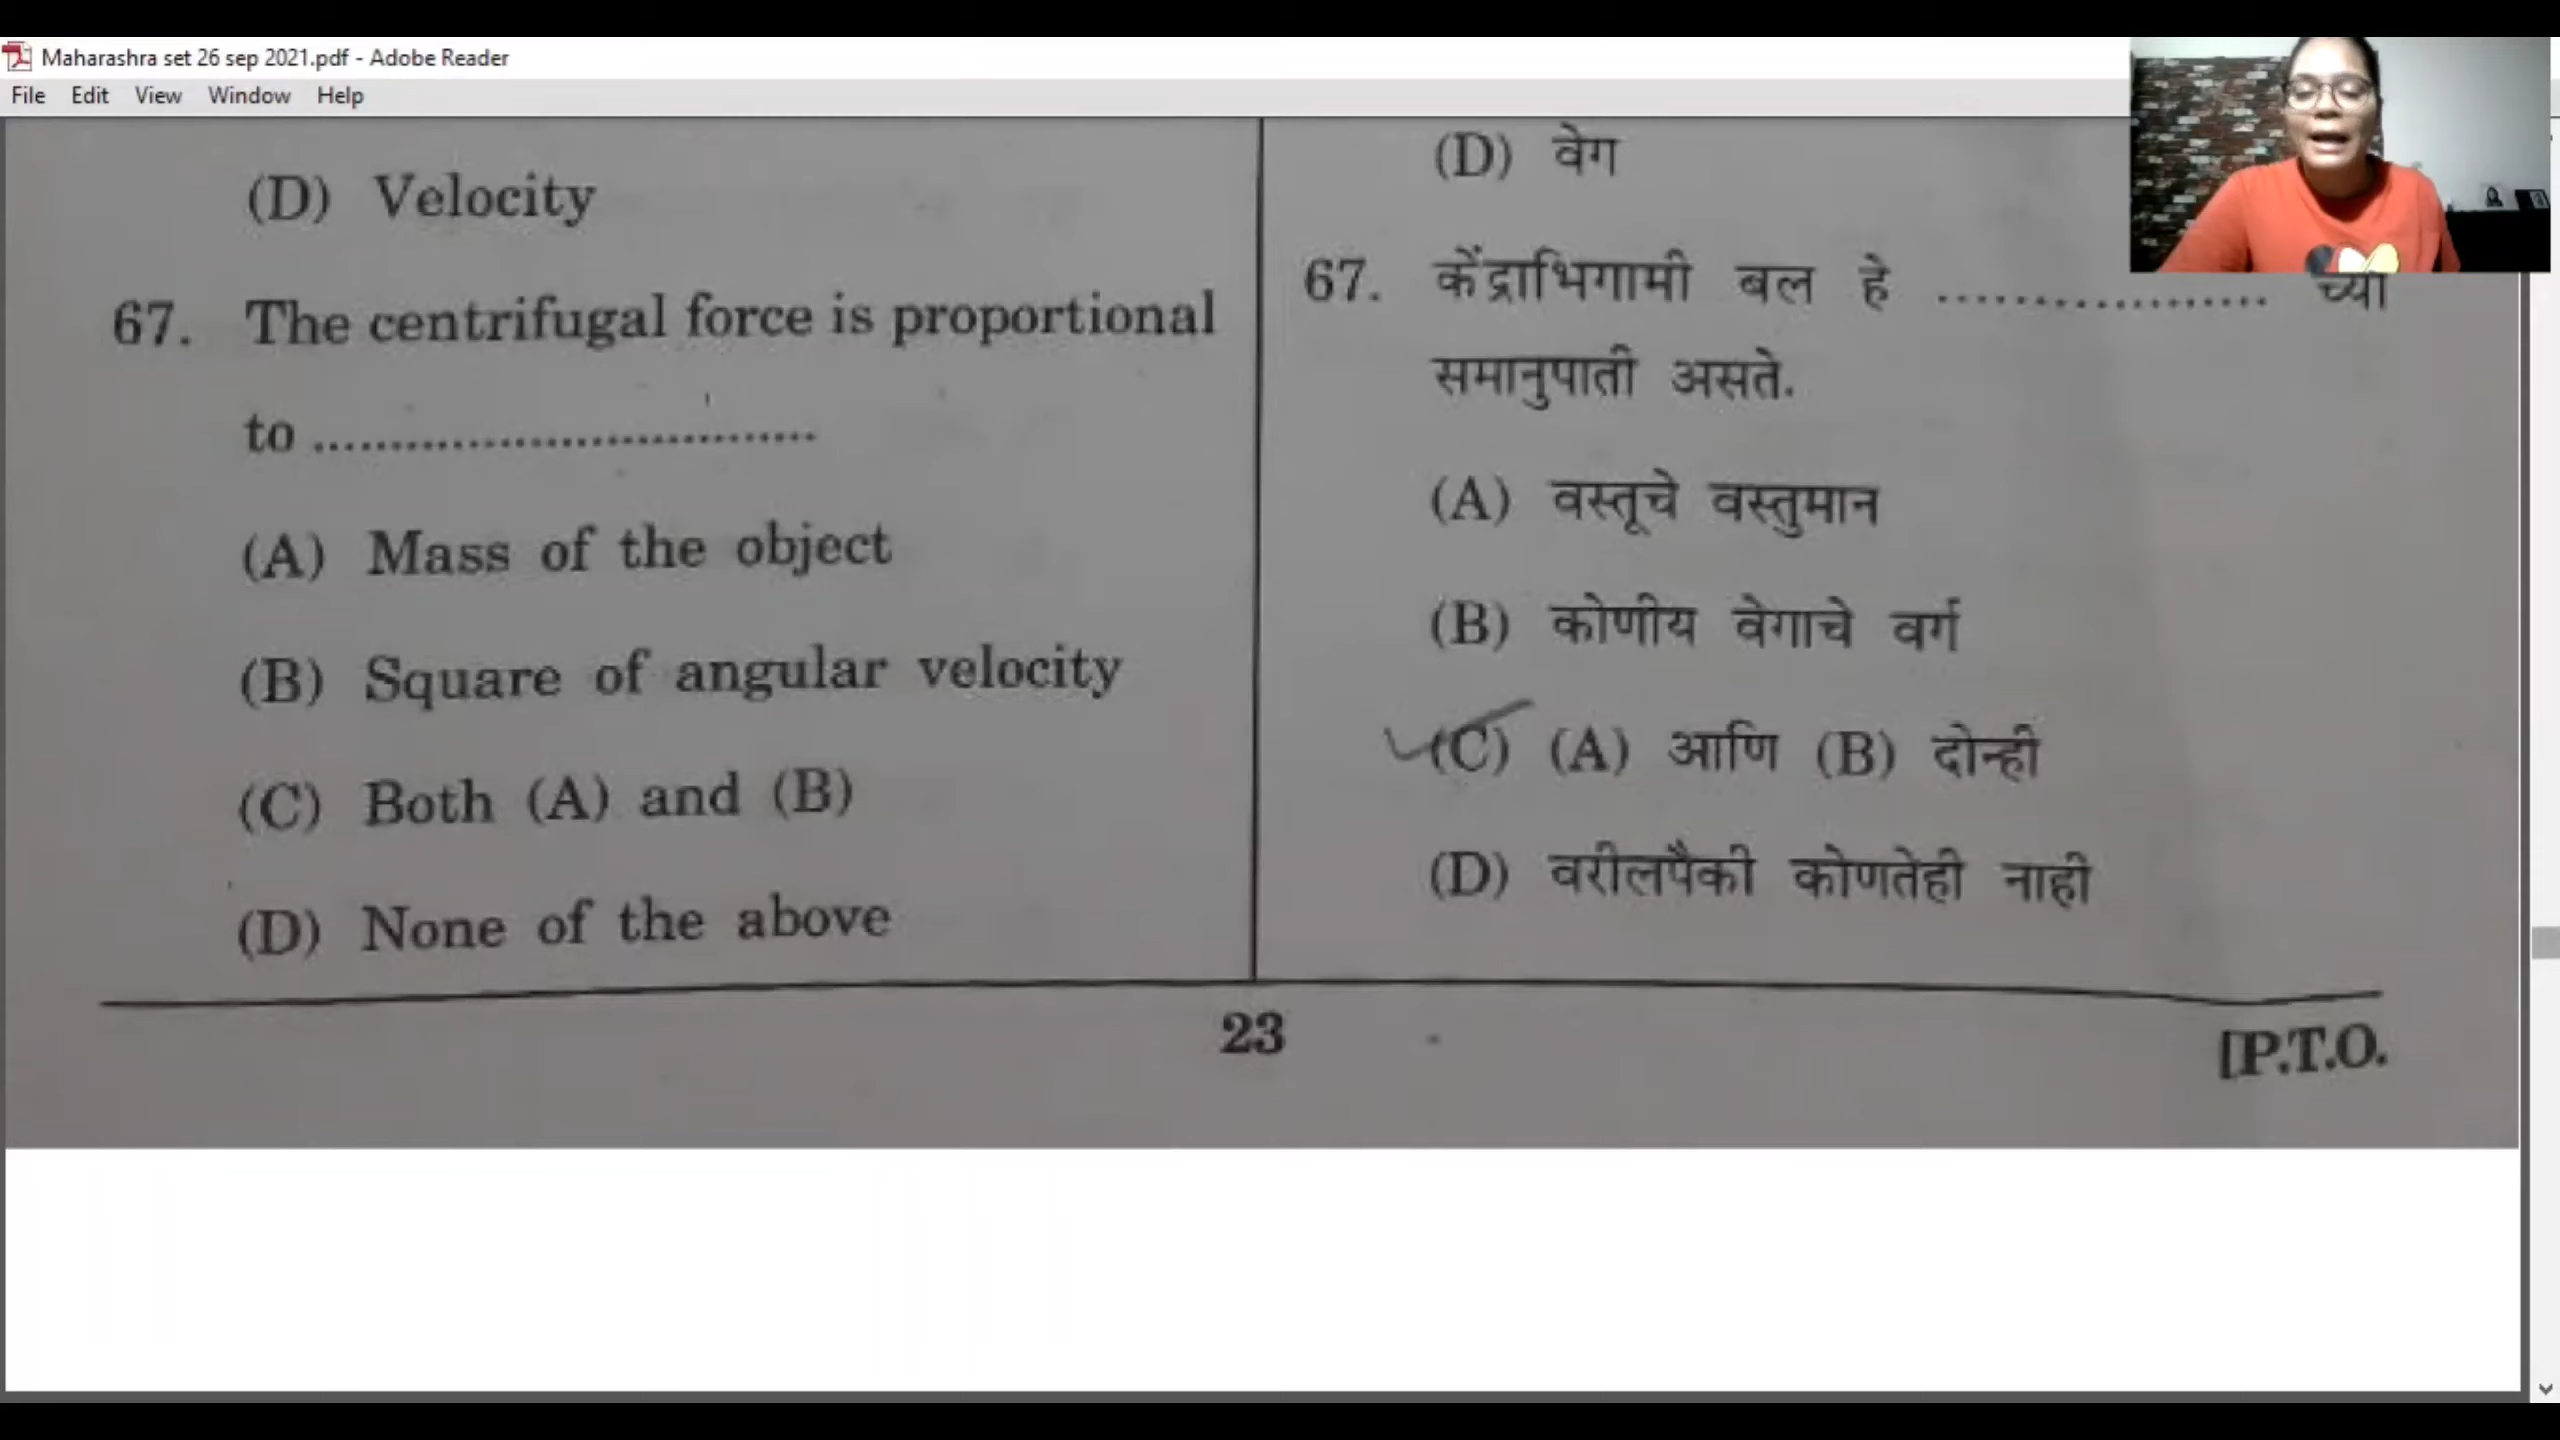 Maharashra set 26 sep 2021.pdf - Adobe Reader
File Edit View Window Help
(D) Velocity
67. The centrifugal force is proportional
to ................................
(A) Mass of the object
(B) Square of angular velocity
(C) Both (A) and (B)
(D) None of the above
(D) वेग
67. केंद्राभिगामी बल हे .................. च्या
समानुपाती असते.
(A) वस्तूचे वस्तुमान
(B) कोणीय वेगाचे वर्ग
(C) (A) आणि (B) दोन्ही
(D) वरीलपैकी कोणतेही नाही
23
[P.T.O.